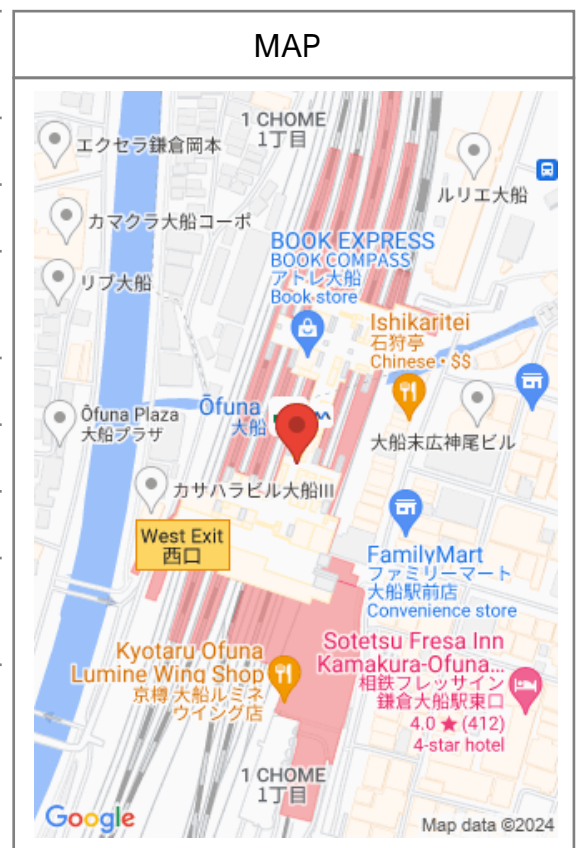 MAP
1 CHOME
1丁目
エクセラ鎌倉岡本
ルリエ大船
カマクラ大船コーポ
BOOK EXPRESS
BOOK COMPASS
アトレ大船
Book store
リブ大船
Ishikaritei
石狩亭
Chinese • $$
Ōfuna
大船
Ōfuna Plaza
大船プラザ
大船末広神尾ビル
カサハラビル大船III
West Exit
西口
FamilyMart
ファミリーマート
大船駅前店
Convenience store
Kyotaru Ofuna
Lumine Wing Shop
京樽 大船ルミネ
ウイング店
Sotetsu Fresa Inn
Kamakura-Ofuna...
相鉄フレッサイン
鎌倉大船駅東口
4.0 ★ (412)
4-star hotel
1 CHOME
1丁目
Google
Map data ©2024